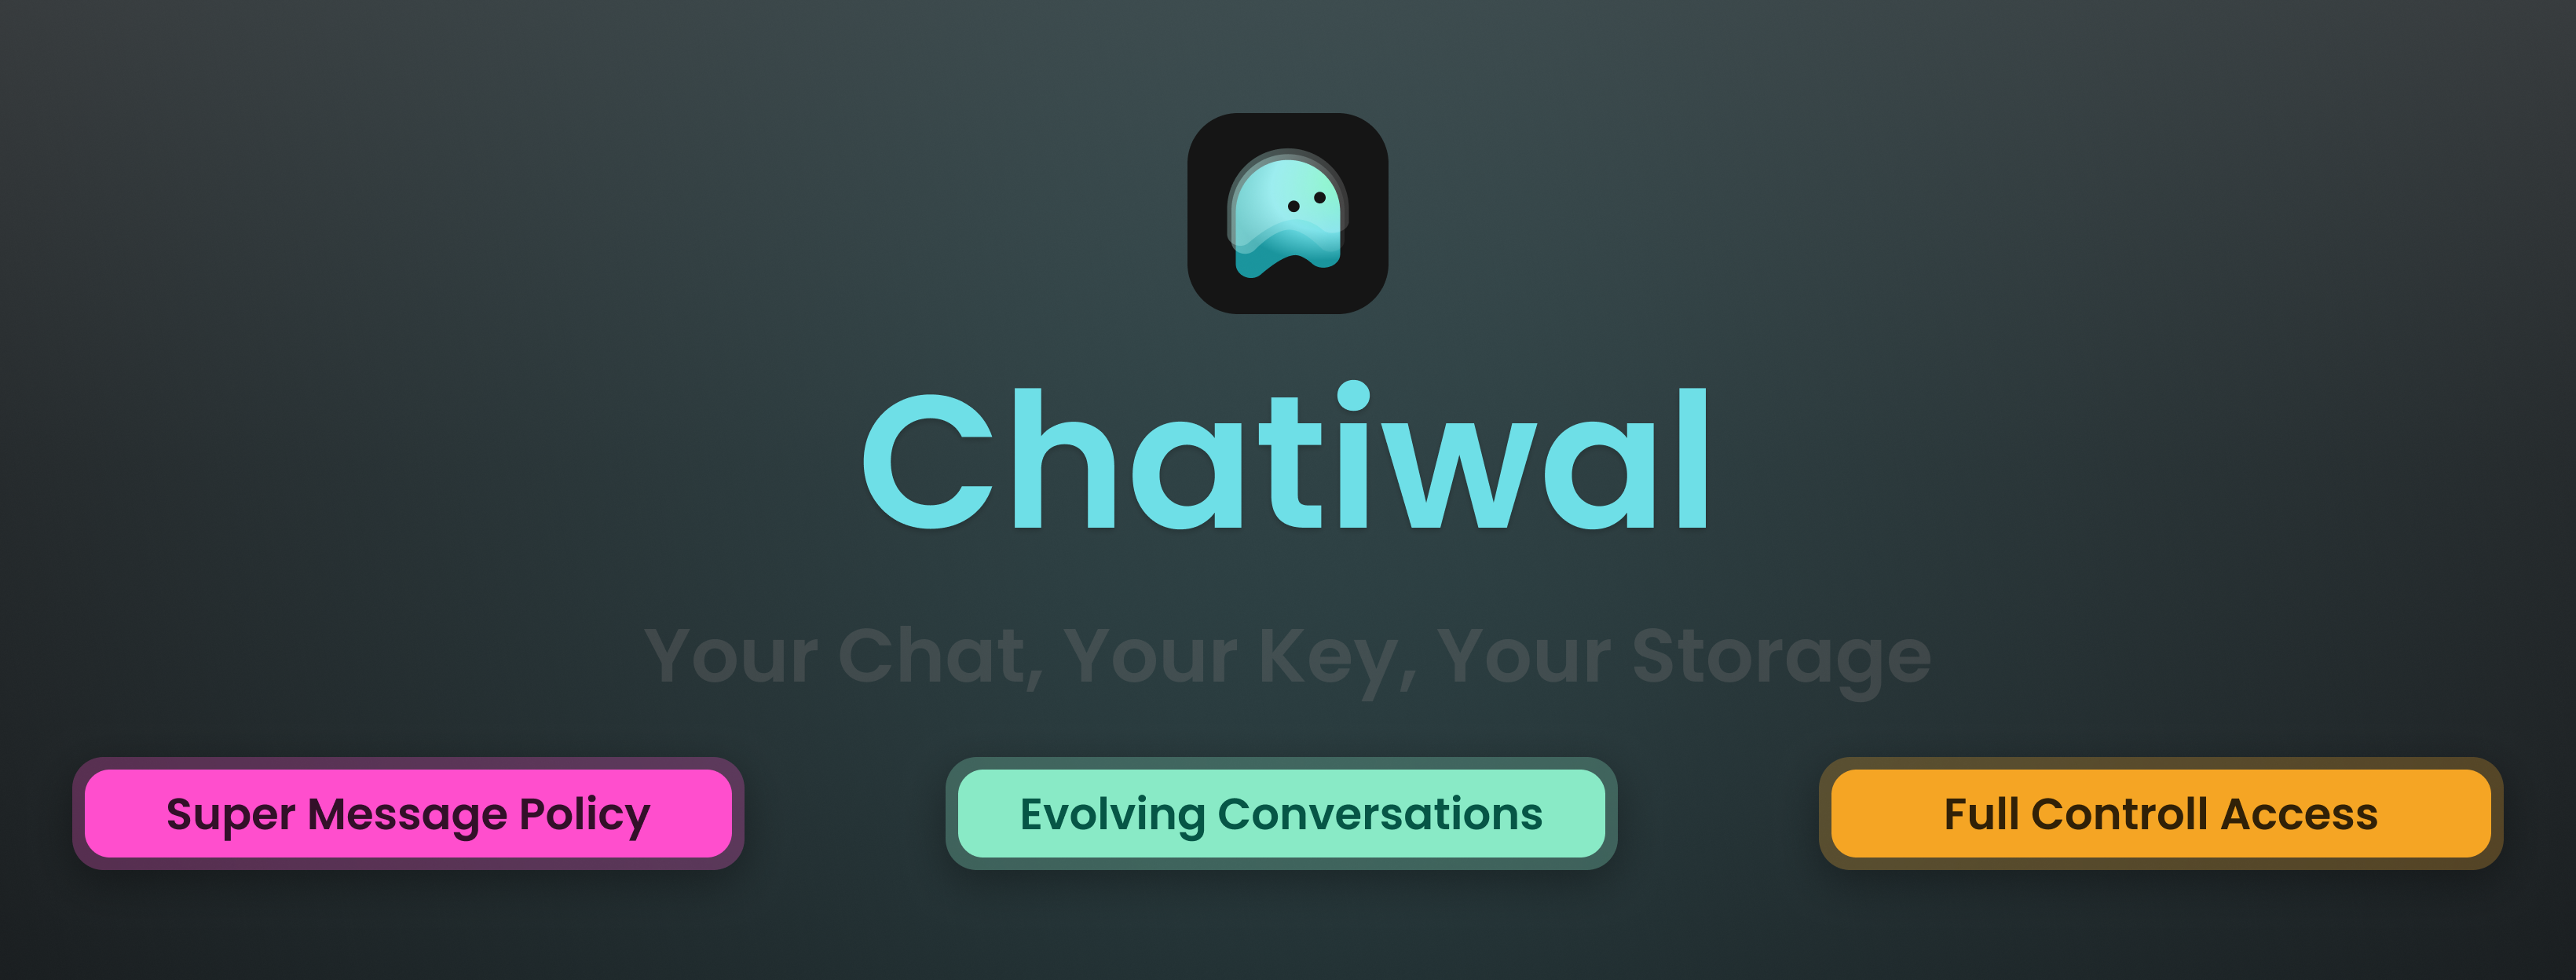 Chatiwal
Your Chat, Your Key, Your Storage
Super Message Policy
Evolving Conversations
Full Controll Access